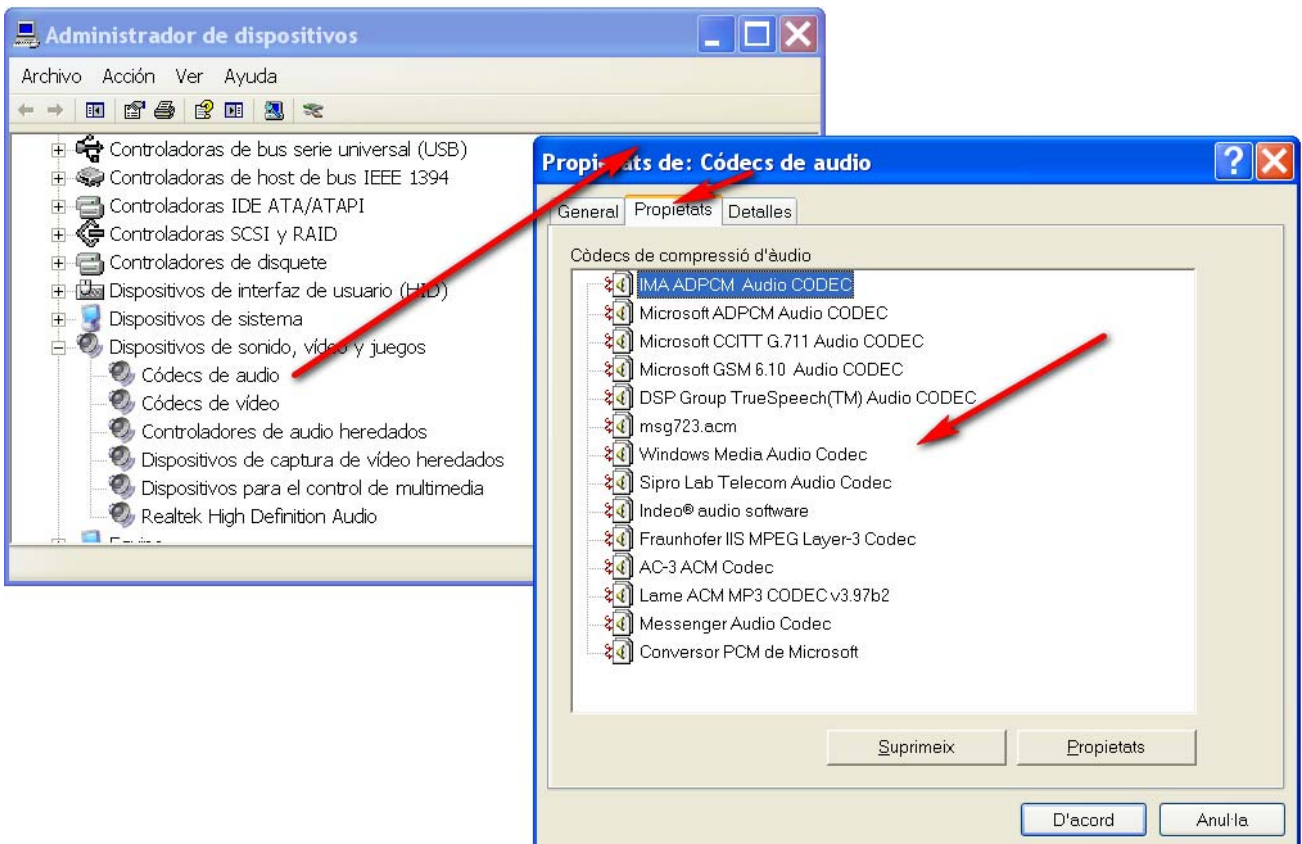 Administrador de dispositivos
Archivo Acción Ver Ayuda
Controladoras de bus serie universal (USB)
Controladoras de host de bus IEEE 1394
Controladoras IDE ATA/ATAPI
Controladoras SCSI y RAID
Controladores de disquete
Dispositivos de interfaz de usuario (HID)
Dispositivos de sistema
Dispositivos de sonido, vídeo y juegos
Códecs de audio
Códecs de vídeo
Controladores de audio heredados
Dispositivos de captura de vídeo heredados
Dispositivos para el control de multimedia
Realtek High Definition Audio
Propietats de: Códecs de audio
General Propietats Detalles
Còdecs de compressió d'àudio
IMA ADPCM Audio CODEC
Microsoft ADPCM Audio CODEC
Microsoft CCITT G.711 Audio CODEC
Microsoft GSM 6.10 Audio CODEC
DSP Group TrueSpeech(TM) Audio CODEC
msg723.acm
Windows Media Audio Codec
Sipro Lab Telecom Audio Codec
Indeo® audio software
Fraunhofer IIS MPEG Layer-3 Codec
AC-3 ACM Codec
Lame ACM MP3 CODEC v3.97b2
Messenger Audio Codec
Conversor PCM de Microsoft
Suprimeix Propietats
D'acord Anul·la